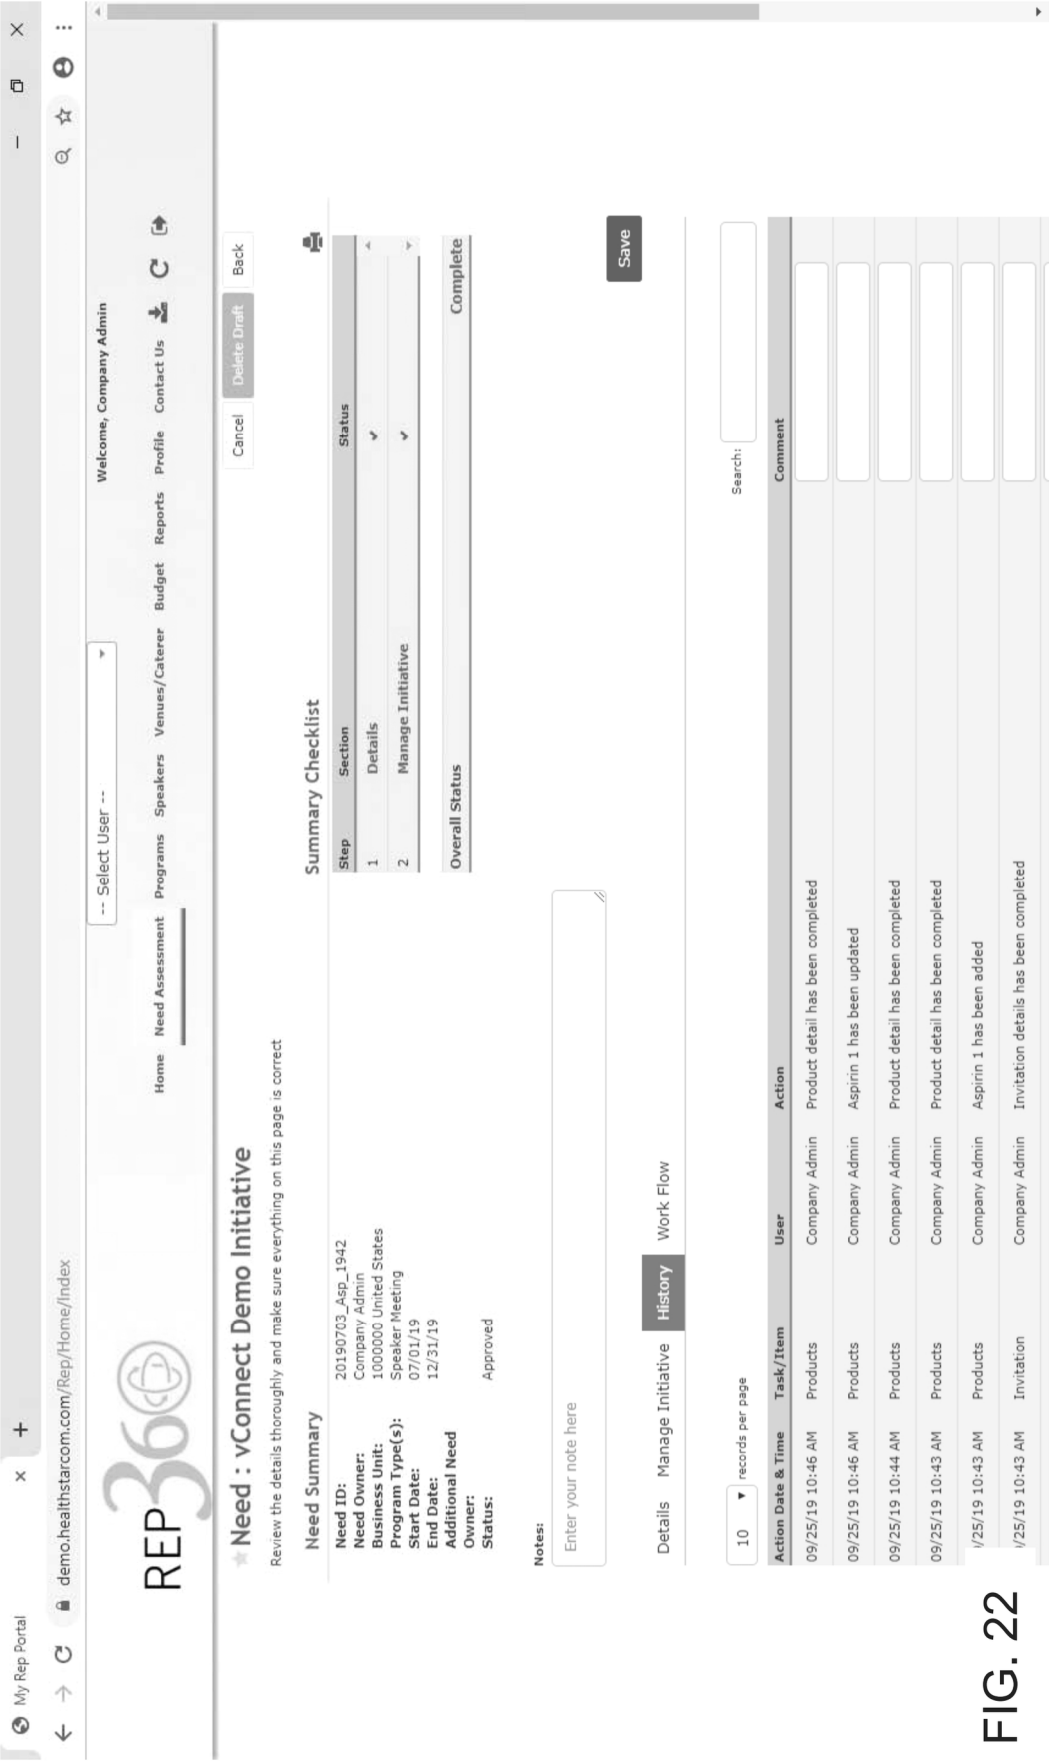 My Rep Portal
demo.healthstarcom.com/Rep/Home/Index
-- Select User --
Welcome, Company Admin
REP360
Home Need Assessment Programs Speakers Venues/Caterer Budget Reports Profile Contact Us
Need : vConnect Demo Initiative
Cancel Delete Draft Back
Review the details thoroughly and make sure everything on this page is correct
Need Summary
Need ID: 20190703_Asp_1942
Need Owner: Company Admin
Business Unit: 1000000 United States
Program Type(s): Speaker Meeting
Start Date: 07/01/19
End Date: 12/31/19
Additional Need
Owner:
Status: Approved
Summary Checklist
Step Section Status
1 Details ✓
2 Manage Initiative ✓
Overall Status Complete
Notes:
Enter your note here
Save
Details Manage Initiative History Work Flow
10 records per page
Search:
Action Date & Time Task/Item User Action Comment
09/25/19 10:46 AM Products Company Admin Product detail has been completed
09/25/19 10:46 AM Products Company Admin Aspirin 1 has been updated
09/25/19 10:44 AM Products Company Admin Product detail has been completed
09/25/19 10:43 AM Products Company Admin Product detail has been completed
/25/19 10:43 AM Products Company Admin Aspirin 1 has been added
/25/19 10:43 AM Invitation Company Admin Invitation details has been completed
FIG. 22